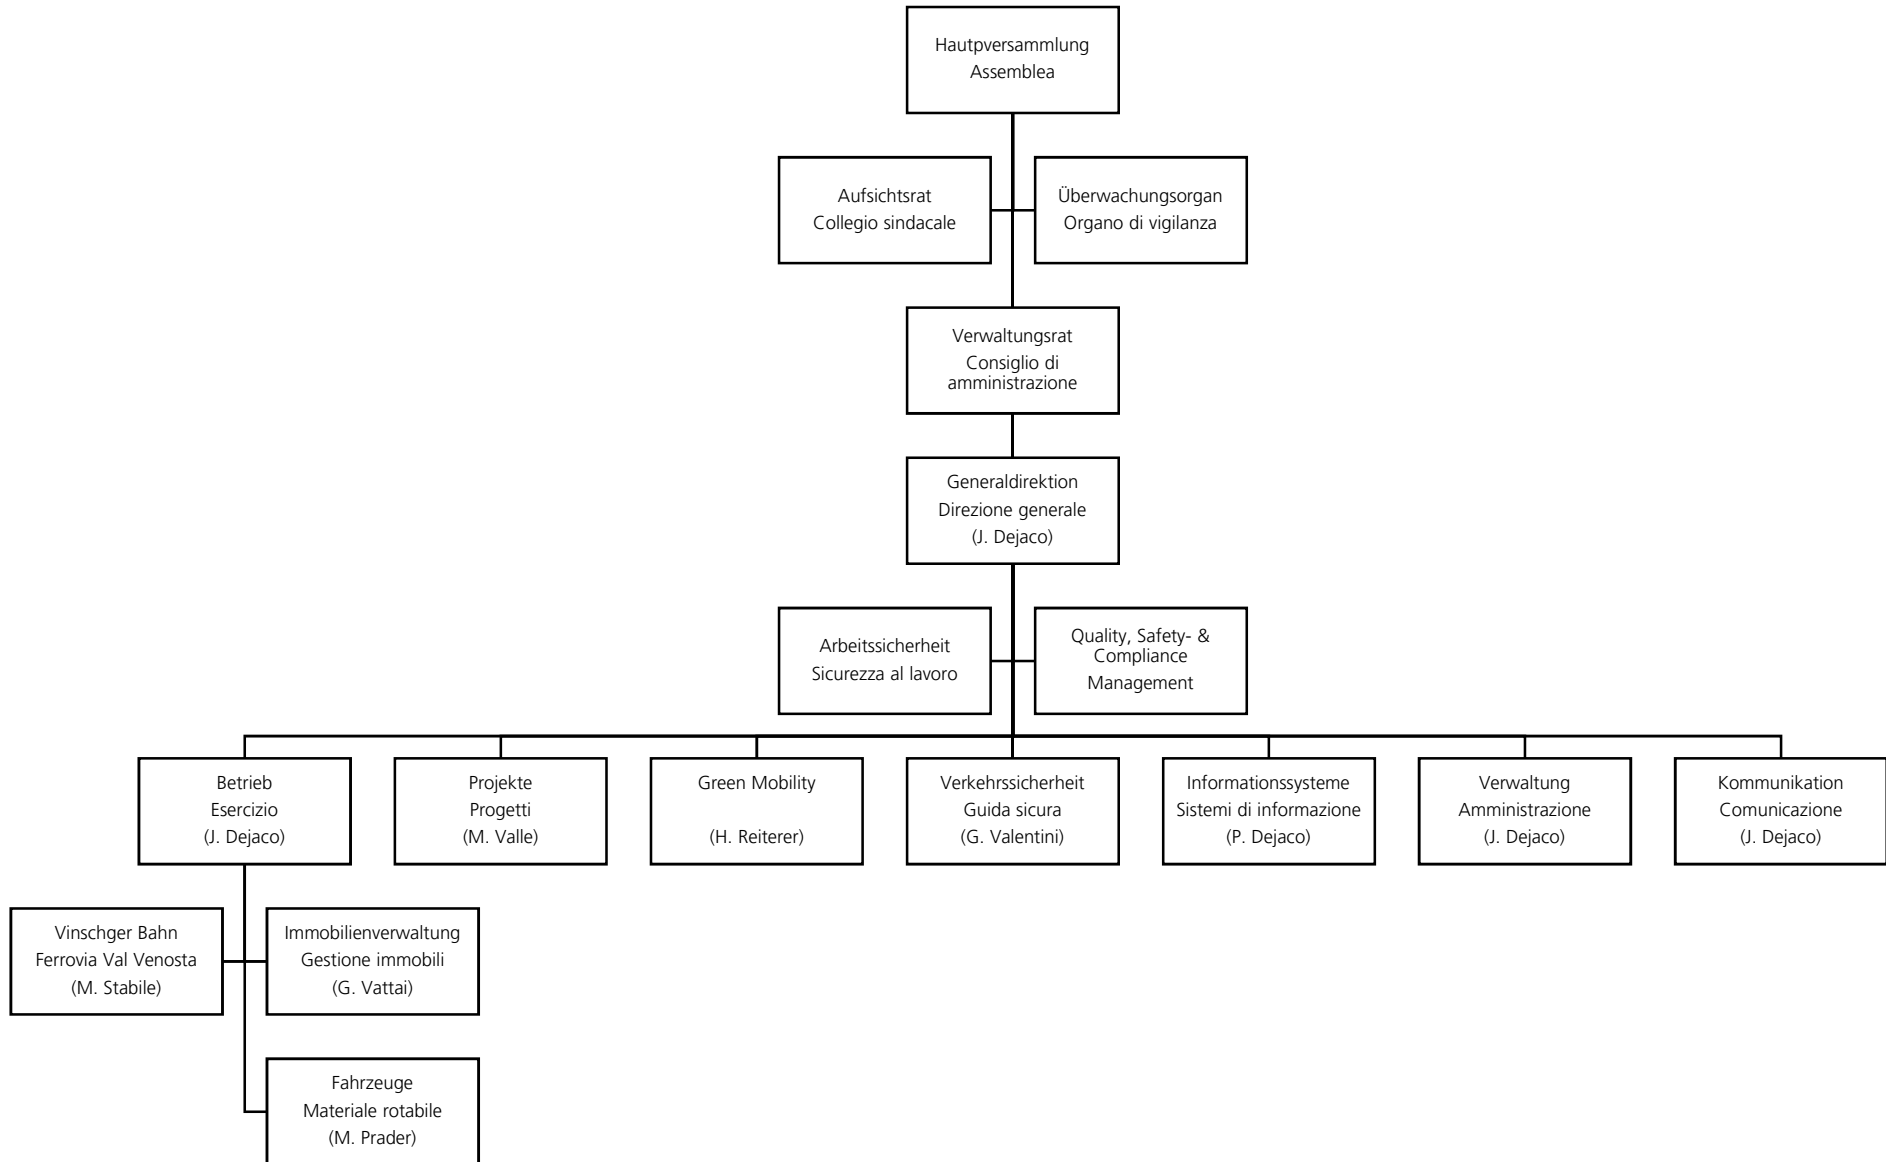 Hautpversammlung
Assemblea
Aufsichtsrat
Collegio sindacale
Überwachungsorgan
Organo di vigilanza
Verwaltungsrat
Consiglio di
amministrazione
Generaldirektion
Direzione generale
(J. Dejaco)
Arbeitssicherheit
Sicurezza al lavoro
Quality, Safety- &
Compliance
Management
Betrieb
Esercizio
(J. Dejaco)
Projekte
Progetti
(M. Valle)
Green Mobility
(H. Reiterer)
Verkehrssicherheit
Guida sicura
(G. Valentini)
Informationssysteme
Sistemi di informazione
(P. Dejaco)
Verwaltung
Amministrazione
(J. Dejaco)
Kommunikation
Comunicazione
(J. Dejaco)
Vinschger Bahn
Ferrovia Val Venosta
(M. Stabile)
Immobilienverwaltung
Gestione immobili
(G. Vattai)
Fahrzeuge
Materiale rotabile
(M. Prader)